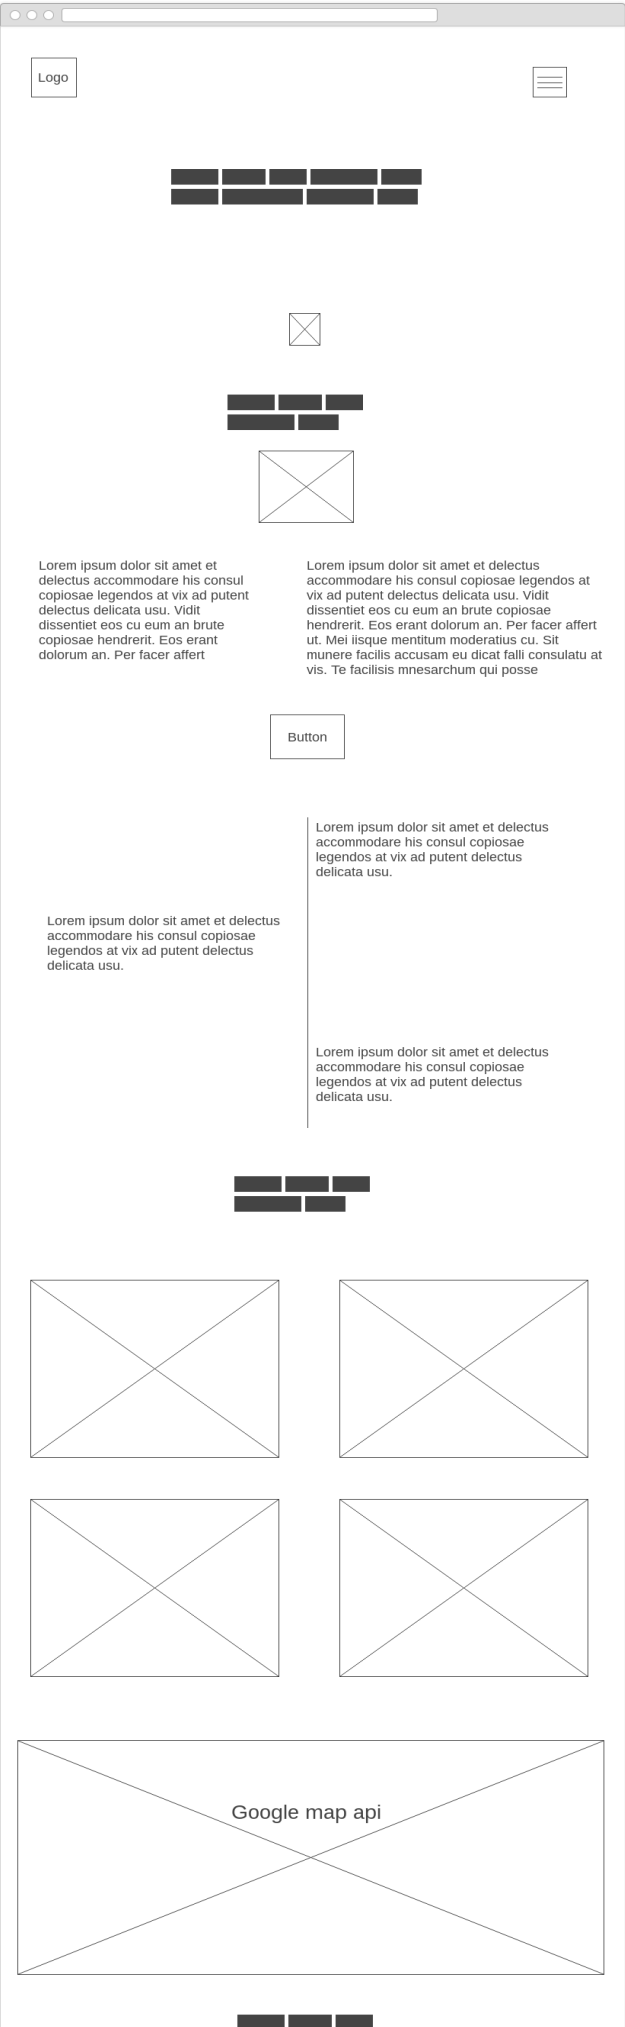 Logo
Lorem ipsum dolor sit amet et
delectus accommodare his consul
copiosae legendos at vix ad putent
delectus delicata usu. Vidit
dissentiet eos cu eum an brute
copiosae hendrerit. Eos erant
dolorum an. Per facer affert
Lorem ipsum dolor sit amet et delectus
accommodare his consul copiosae legendos at
vix ad putent delectus delicata usu. Vidit
dissentiet eos cu eum an brute copiosae
hendrerit. Eos erant dolorum an. Per facer affert
ut. Mei iisque mentitum moderatius cu. Sit
munere facilis accusam eu dicat falli consulatu at
vis. Te facilisis mnesarchum qui posse
Button
Lorem ipsum dolor sit amet et delectus
accommodare his consul copiosae
legendos at vix ad putent delectus
delicata usu.
Lorem ipsum dolor sit amet et delectus
accommodare his consul copiosae
legendos at vix ad putent delectus
delicata usu.
Lorem ipsum dolor sit amet et delectus
accommodare his consul copiosae
legendos at vix ad putent delectus
delicata usu.
Google map api